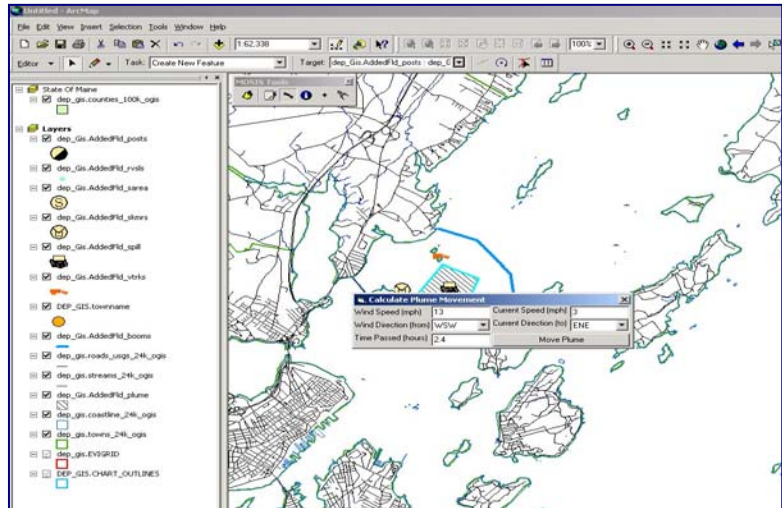 Untitled - ArcMap
File Edit View Insert Selection Tools Window Help
1:62,338
100%
Editor Task: Create New Feature Target: dep_Gis.AddedFld_posts : dep_G
MOSIS Tools
State Of Maine
dep_gis.counties_100k_ogis
Layers
dep_Gis.AddedFld_posts
dep_Gis.AddedFld_rvsls
dep_Gis.AddedFld_sarea
S
dep_Gis.AddedFld_skmrs
dep_Gis.AddedFld_spill
dep_Gis.AddedFld_vtrks
DEP_GIS.townname
dep_Gis.AddedFld_booms
dep_gis.roads_usgs_24k_ogis
dep_gis.streams_24k_ogis
dep_Gis.AddedFld_plume
dep_gis.coastline_24k_ogis
dep_gis.towns_24k_ogis
dep_gis.EVIGRID
DEP_GIS.CHART_OUTLINES
Calculate Plume Movement
Wind Speed (mph) 13 Current Speed (mph) 3
Wind Direction (from) WSW Current Direction (to) ENE
Time Passed (hours) 2.4 Move Plume